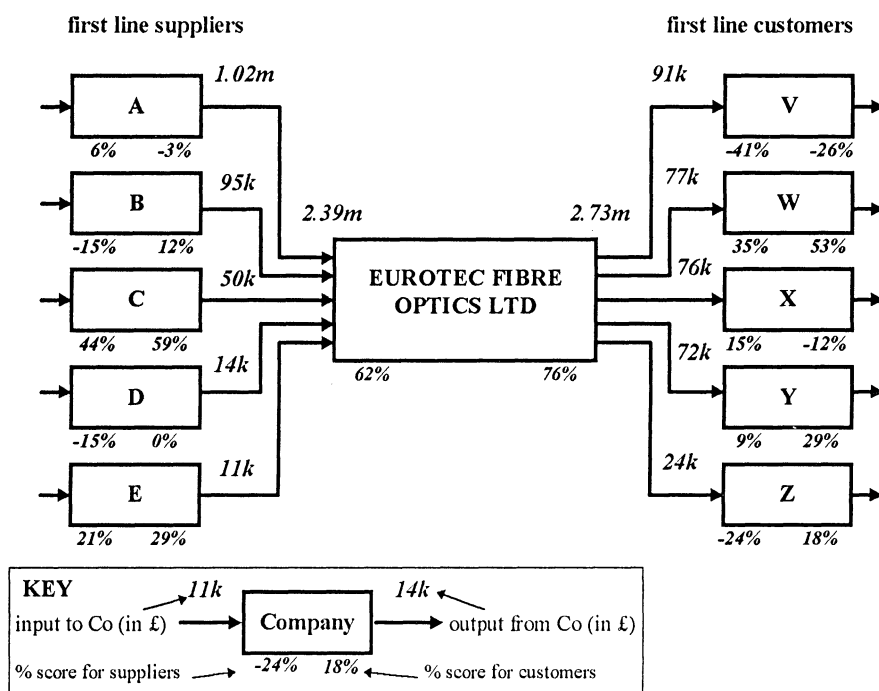 first line suppliers
first line customers
1.02m
91k
A
V
6% -3%
-41% -26%
95k
77k
B
W
2.39m
2.73m
-15% 12%
35% 53%
50k
76k
EUROTEC FIBRE
OPTICS LTD
C
X
44% 59%
15% -12%
14k
72k
62% 76%
D
Y
-15% 0%
9% 29%
11k
24k
E
Z
21% 29%
-24% 18%
KEY
11k
14k
input to Co (in £)
Company
output from Co (in £)
% score for suppliers
-24% 18%
% score for customers